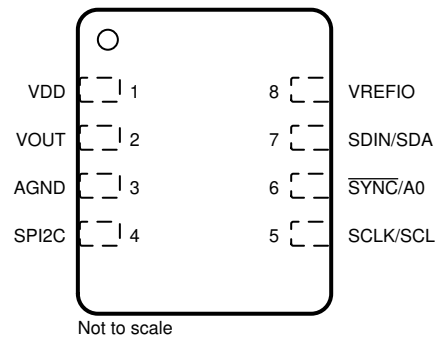 VDD 1 8 VREFIO
VOUT 2 7 SDIN/SDA
AGND 3 6 SYNC/A0
SPI2C 4 5 SCLK/SCL
Not to scale